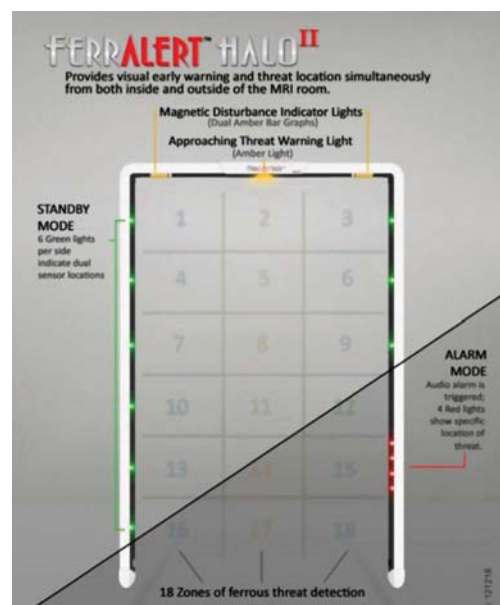 FERRALERT™ HALO II
Provides visual early warning and threat location simultaneously
from both inside and outside of the MRI room.
Magnetic Disturbance Indicator Lights
(Dual Amber Bar Graphs)
Approaching Threat Warning Light
(Amber Light)
STANDBY
MODE
6 Green lights
per side
indicate dual
sensor locations
1 2 3
4 5 6
7 8 9
10 11 12
13 14 15
16 17 18
ALARM
MODE
Audio alarm is
triggered;
4 Red lights
show specific
location of
threat.
18 Zones of ferrous threat detection
121218